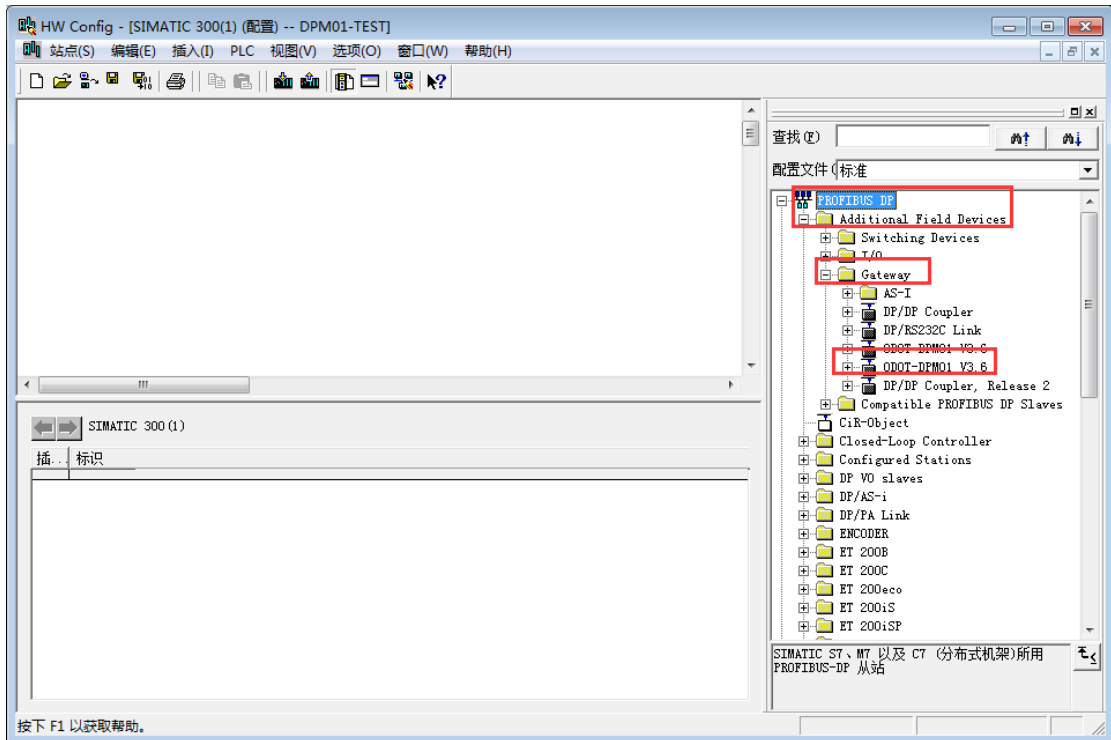 HW Config - [SIMATIC 300(1) (配置) -- DPM01-TEST]
站点(S) 编辑(E) 插入(I) PLC 视图(V) 选项(O) 窗口(W) 帮助(H)
查找(F)
配置文件(标准
PROFIBUS DP
Additional Field Devices
Switching Devices
I/O
Gateway
AS-I
DP/DP Coupler
DP/RS232C Link
ODOT-DPM01 V3.6
ODOT-DPM01 V3.6
DP/DP Coupler, Release 2
Compatible PROFIBUS DP Slaves
CiR-Object
Closed-Loop Controller
Configured Stations
DP V0 slaves
DP/AS-i
DP/PA Link
ENCODER
ET 200B
ET 200C
ET 200eco
ET 200iS
ET 200iSP
SIMATIC 300(1)
插... 标识
SIMATIC S7、M7 以及 C7 (分布式机架)所用
PROFIBUS-DP 从站
按下 F1 以获取帮助。